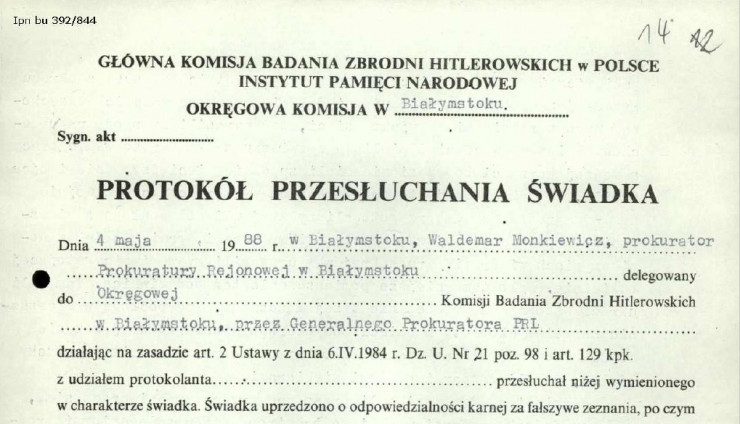 Ipn bu 392/844
14 12
GŁÓWNA KOMISJA BADANIA ZBRODNI HITLEROWSKICH w POLSCE
INSTYTUT PAMIĘCI NARODOWEJ
OKRĘGOWA KOMISJA W Białymstoku.
Sygn. akt
PROTOKÓŁ PRZESŁUCHANIA ŚWIADKA
Dnia 4 maja 1988 r. w Białymstoku, Waldemar Monkiewicz, prokurator
Prokuratury Rejonowej w Białymstoku delegowany
do Okręgowej Komisji Badania Zbrodni Hitlerowskich
w Białymstoku, przez Generalnego Prokuratora PRL
działając na zasadzie art. 2 Ustawy z dnia 6.IV.1984 r. Dz. U. Nr 21 poz. 98 i art. 129 kpk.
z udziałem protokolanta przesłuchał niżej wymienionego
w charakterze świadka. Świadka uprzedzono o odpowiedzialności karnej za fałszywe zeznania, po czym